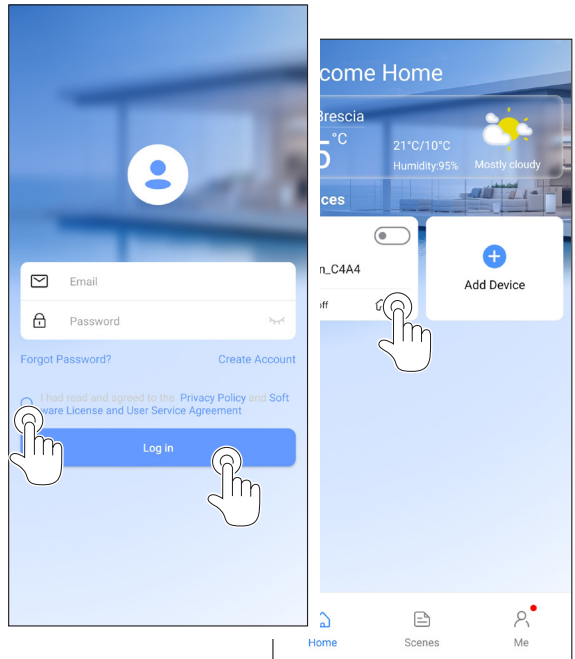 Email
Password
Forgot Password?
Create Account
I had read and agreed to the Privacy Policy and Soft
ware License and User Service Agreement
Log in
come Home
Brescia
5°C
21°C/10°C
Humidity:95%
Mostly cloudy
ces
n_C4A4
off
Add Device
Home
Scenes
Me